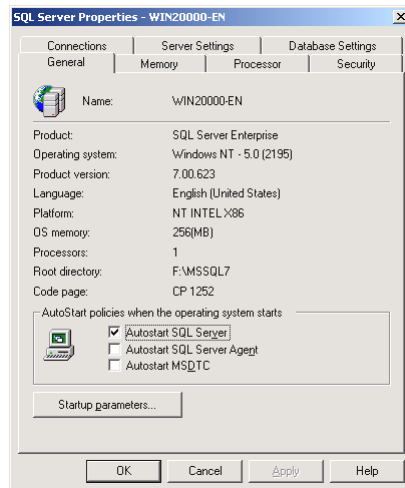 SQL Server Properties - WIN20000-EN
Connections Server Settings Database Settings
General Memory Processor Security
Name: WIN20000-EN
Product: SQL Server Enterprise
Operating system: Windows NT - 5.0 (2195)
Product version: 7.00.623
Language: English (United States)
Platform: NT INTEL X86
OS memory: 256(MB)
Processors: 1
Root directory: F:\MSSQL7
Code page: CP 1252
AutoStart policies when the operating system starts
Autostart SQL Server
Autostart SQL Server Agent
Autostart MSDTC
Startup parameters...
OK Cancel Apply Help